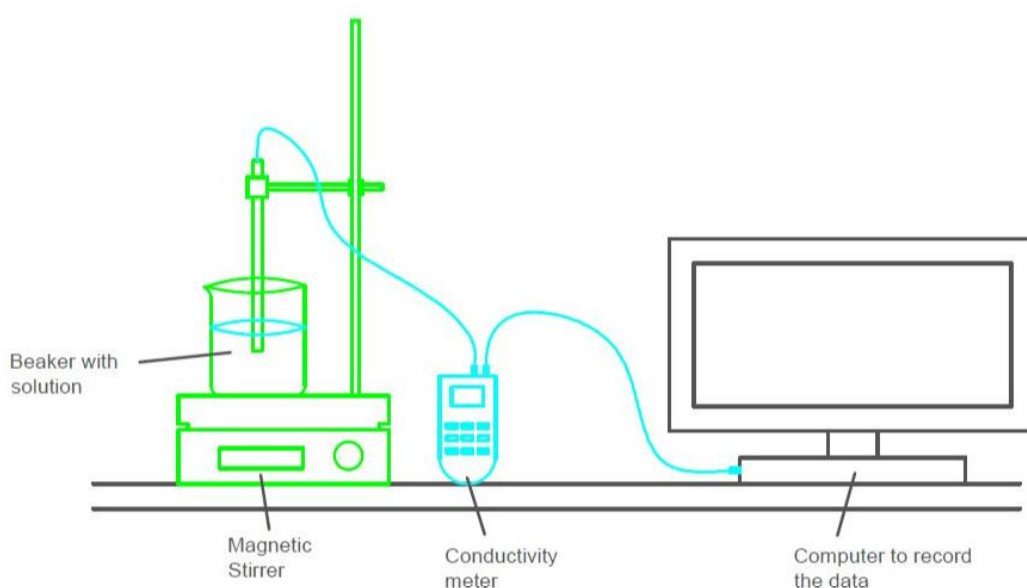 Beaker with
solution
Magnetic
Stirrer
Conductivity
meter
Computer to record
the data